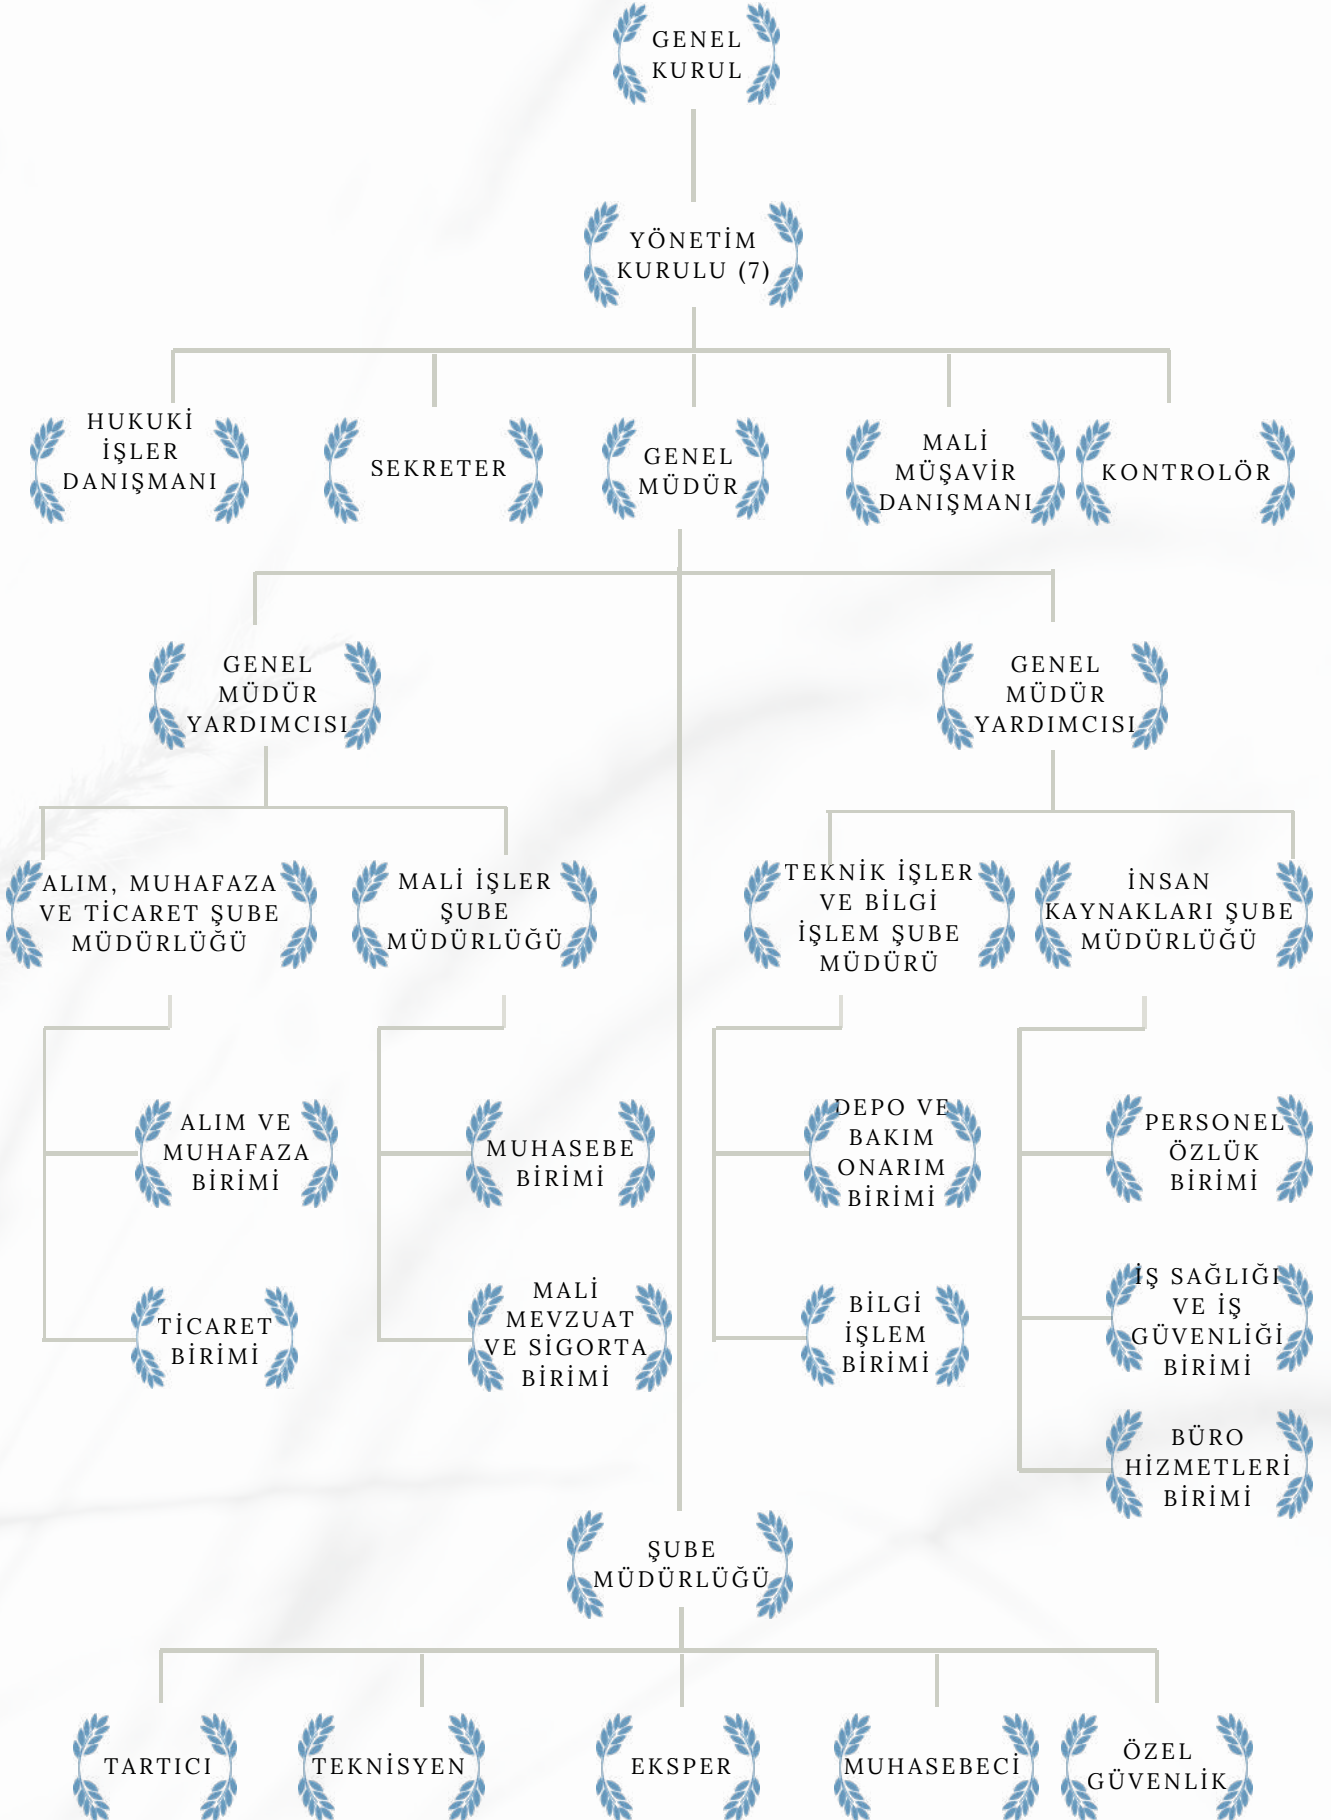 GENEL
KURUL
YÖNETİM
KURULU (7)
HUKUKİ
İŞLER
DANIŞMANI
SEKRETER
GENEL
MÜDÜR
MALİ
MÜŞAVİR
DANIŞMANI
KONTROLÖR
GENEL
MÜDÜR
YARDIMCISI
GENEL
MÜDÜR
YARDIMCISI
ALIM, MUHAFAZA
VE TİCARET ŞUBE
MÜDÜRLÜĞÜ
MALİ İŞLER
ŞUBE
MÜDÜRLÜĞÜ
TEKNİK İŞLER
VE BİLGİ
İŞLEM ŞUBE
MÜDÜRÜ
İNSAN
KAYNAKLARI ŞUBE
MÜDÜRLÜĞÜ
ALIM VE
MUHAFAZA
BİRİMİ
MUHASEBE
BİRİMİ
DEPO VE
BAKIM
ONARIM
BİRİMİ
PERSONEL
ÖZLÜK
BİRİMİ
TİCARET
BİRİMİ
MALİ
MEVZUAT
VE SİGORTA
BİRİMİ
BİLGİ
İŞLEM
BİRİMİ
İŞ SAĞLIĞI
VE İŞ
GÜVENLİĞİ
BİRİMİ
BÜRO
HİZMETLERİ
BİRİMİ
ŞUBE
MÜDÜRLÜĞÜ
TARTICI
TEKNİSYEN
EKSPER
MUHASEBECİ
ÖZEL
GÜVENLİK